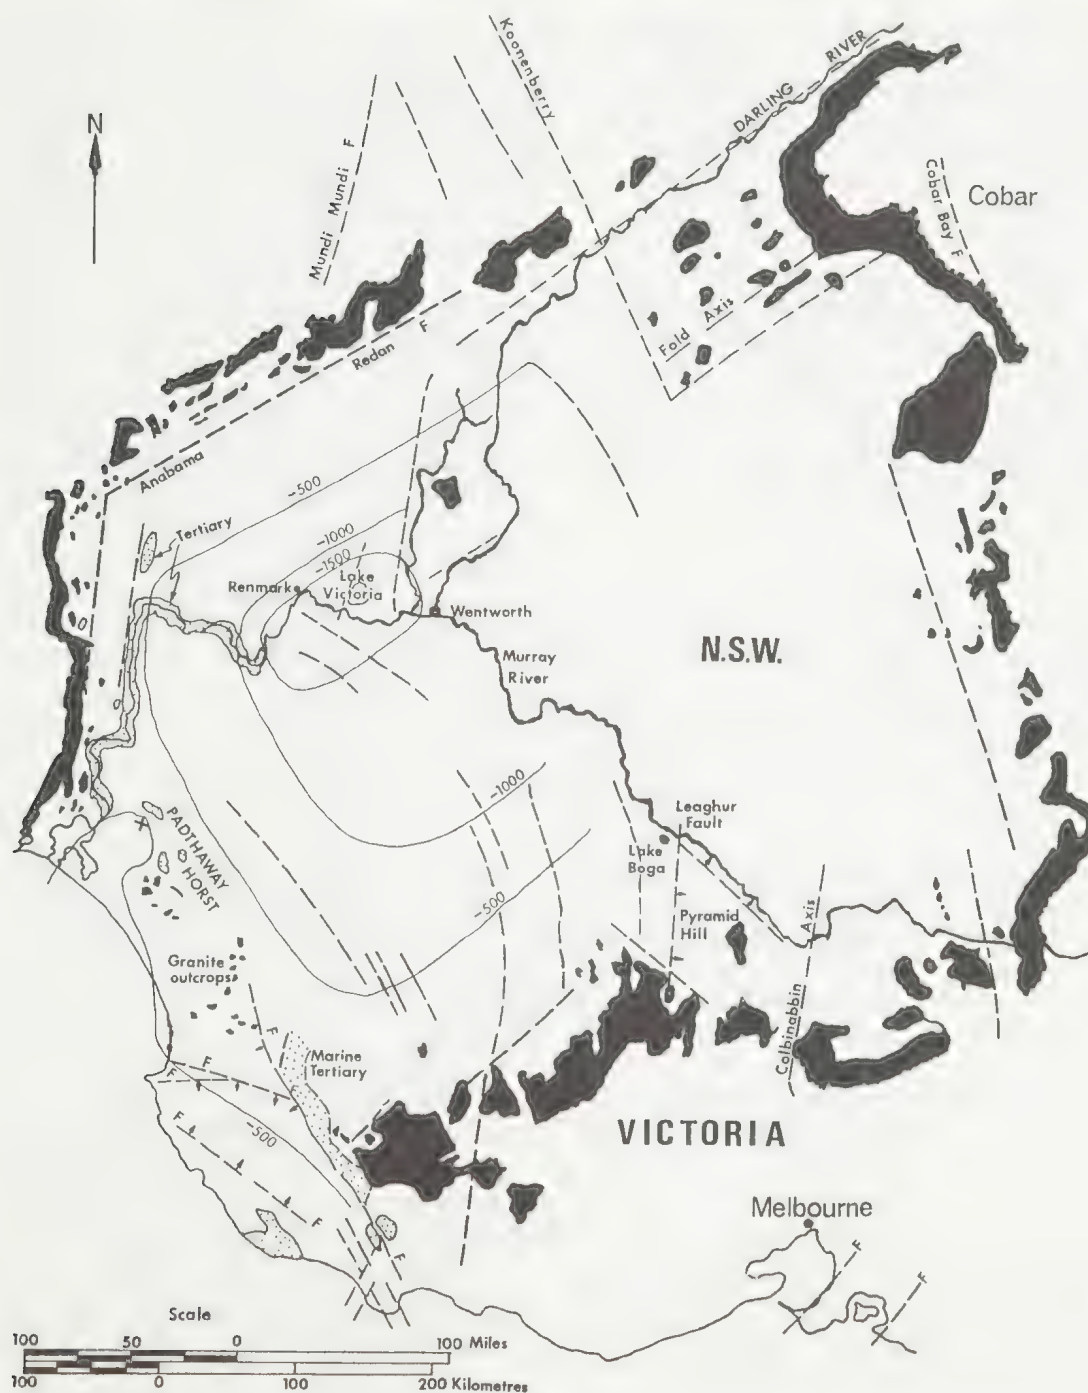 N
Koonenberry
DARLING RIVER
Mundi Mundi F
Cobar Bay F
Cobar
Fold Axis
Anabama Redan F
-500
Tertiary
-1000
-1500
Renmark
Lake
Victoria
Wentworth
N.S.W.
Murray
River
-1000
Leaghur
Fault
PADTHAWAY
HORST
Lake
Boga
-500
Pyramid
Hill
Axis
Granite
outcrops
Colbinabbin
F
Marine
Tertiary
F
F
F
-500
VICTORIA
F
F
Melbourne
F
F
Scale
100 50 0 100 Miles
100 0 100 200 Kilometres